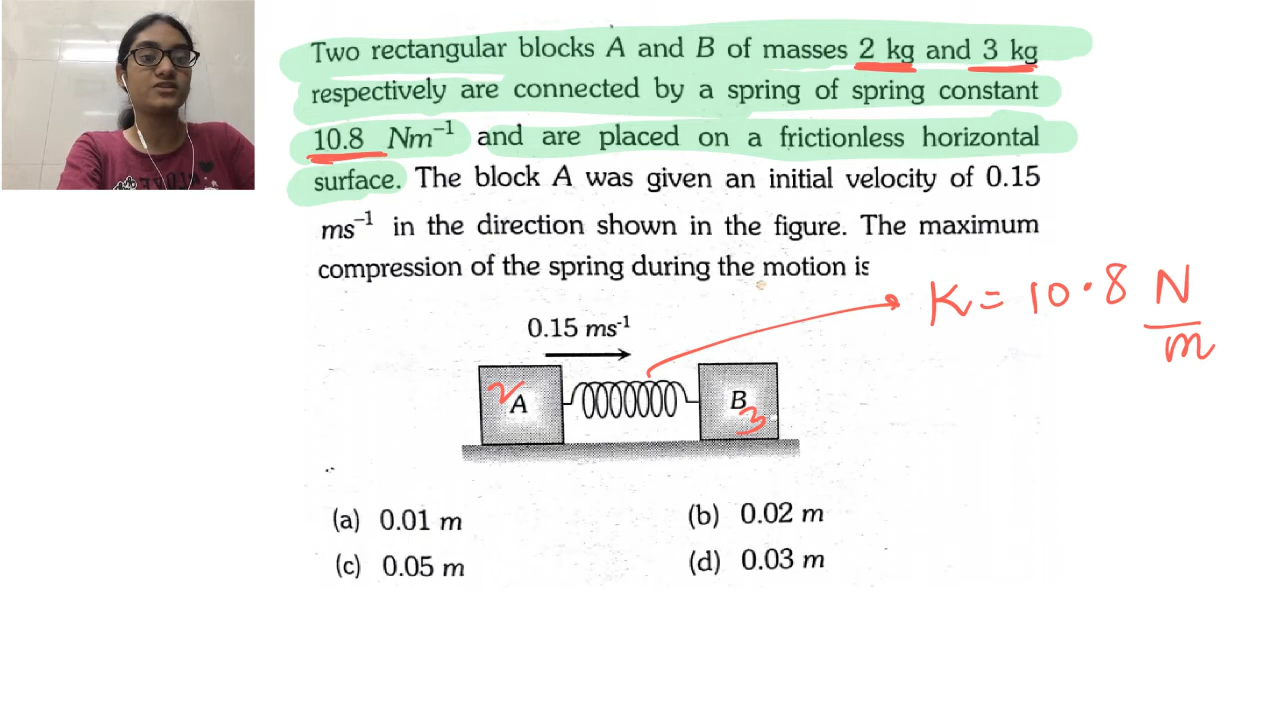 Two rectangular blocks A and B of masses 2 kg and 3 kg
respectively are connected by a spring of spring constant
10.8 Nm⁻¹ and are placed on a frictionless horizontal
surface. The block A was given an initial velocity of 0.15
ms⁻¹ in the direction shown in the figure. The maximum
compression of the spring during the motion is
K = 10.8 N/m
0.15 ms⁻¹
2 A
B 3
(a) 0.01 m (b) 0.02 m
(c) 0.05 m (d) 0.03 m